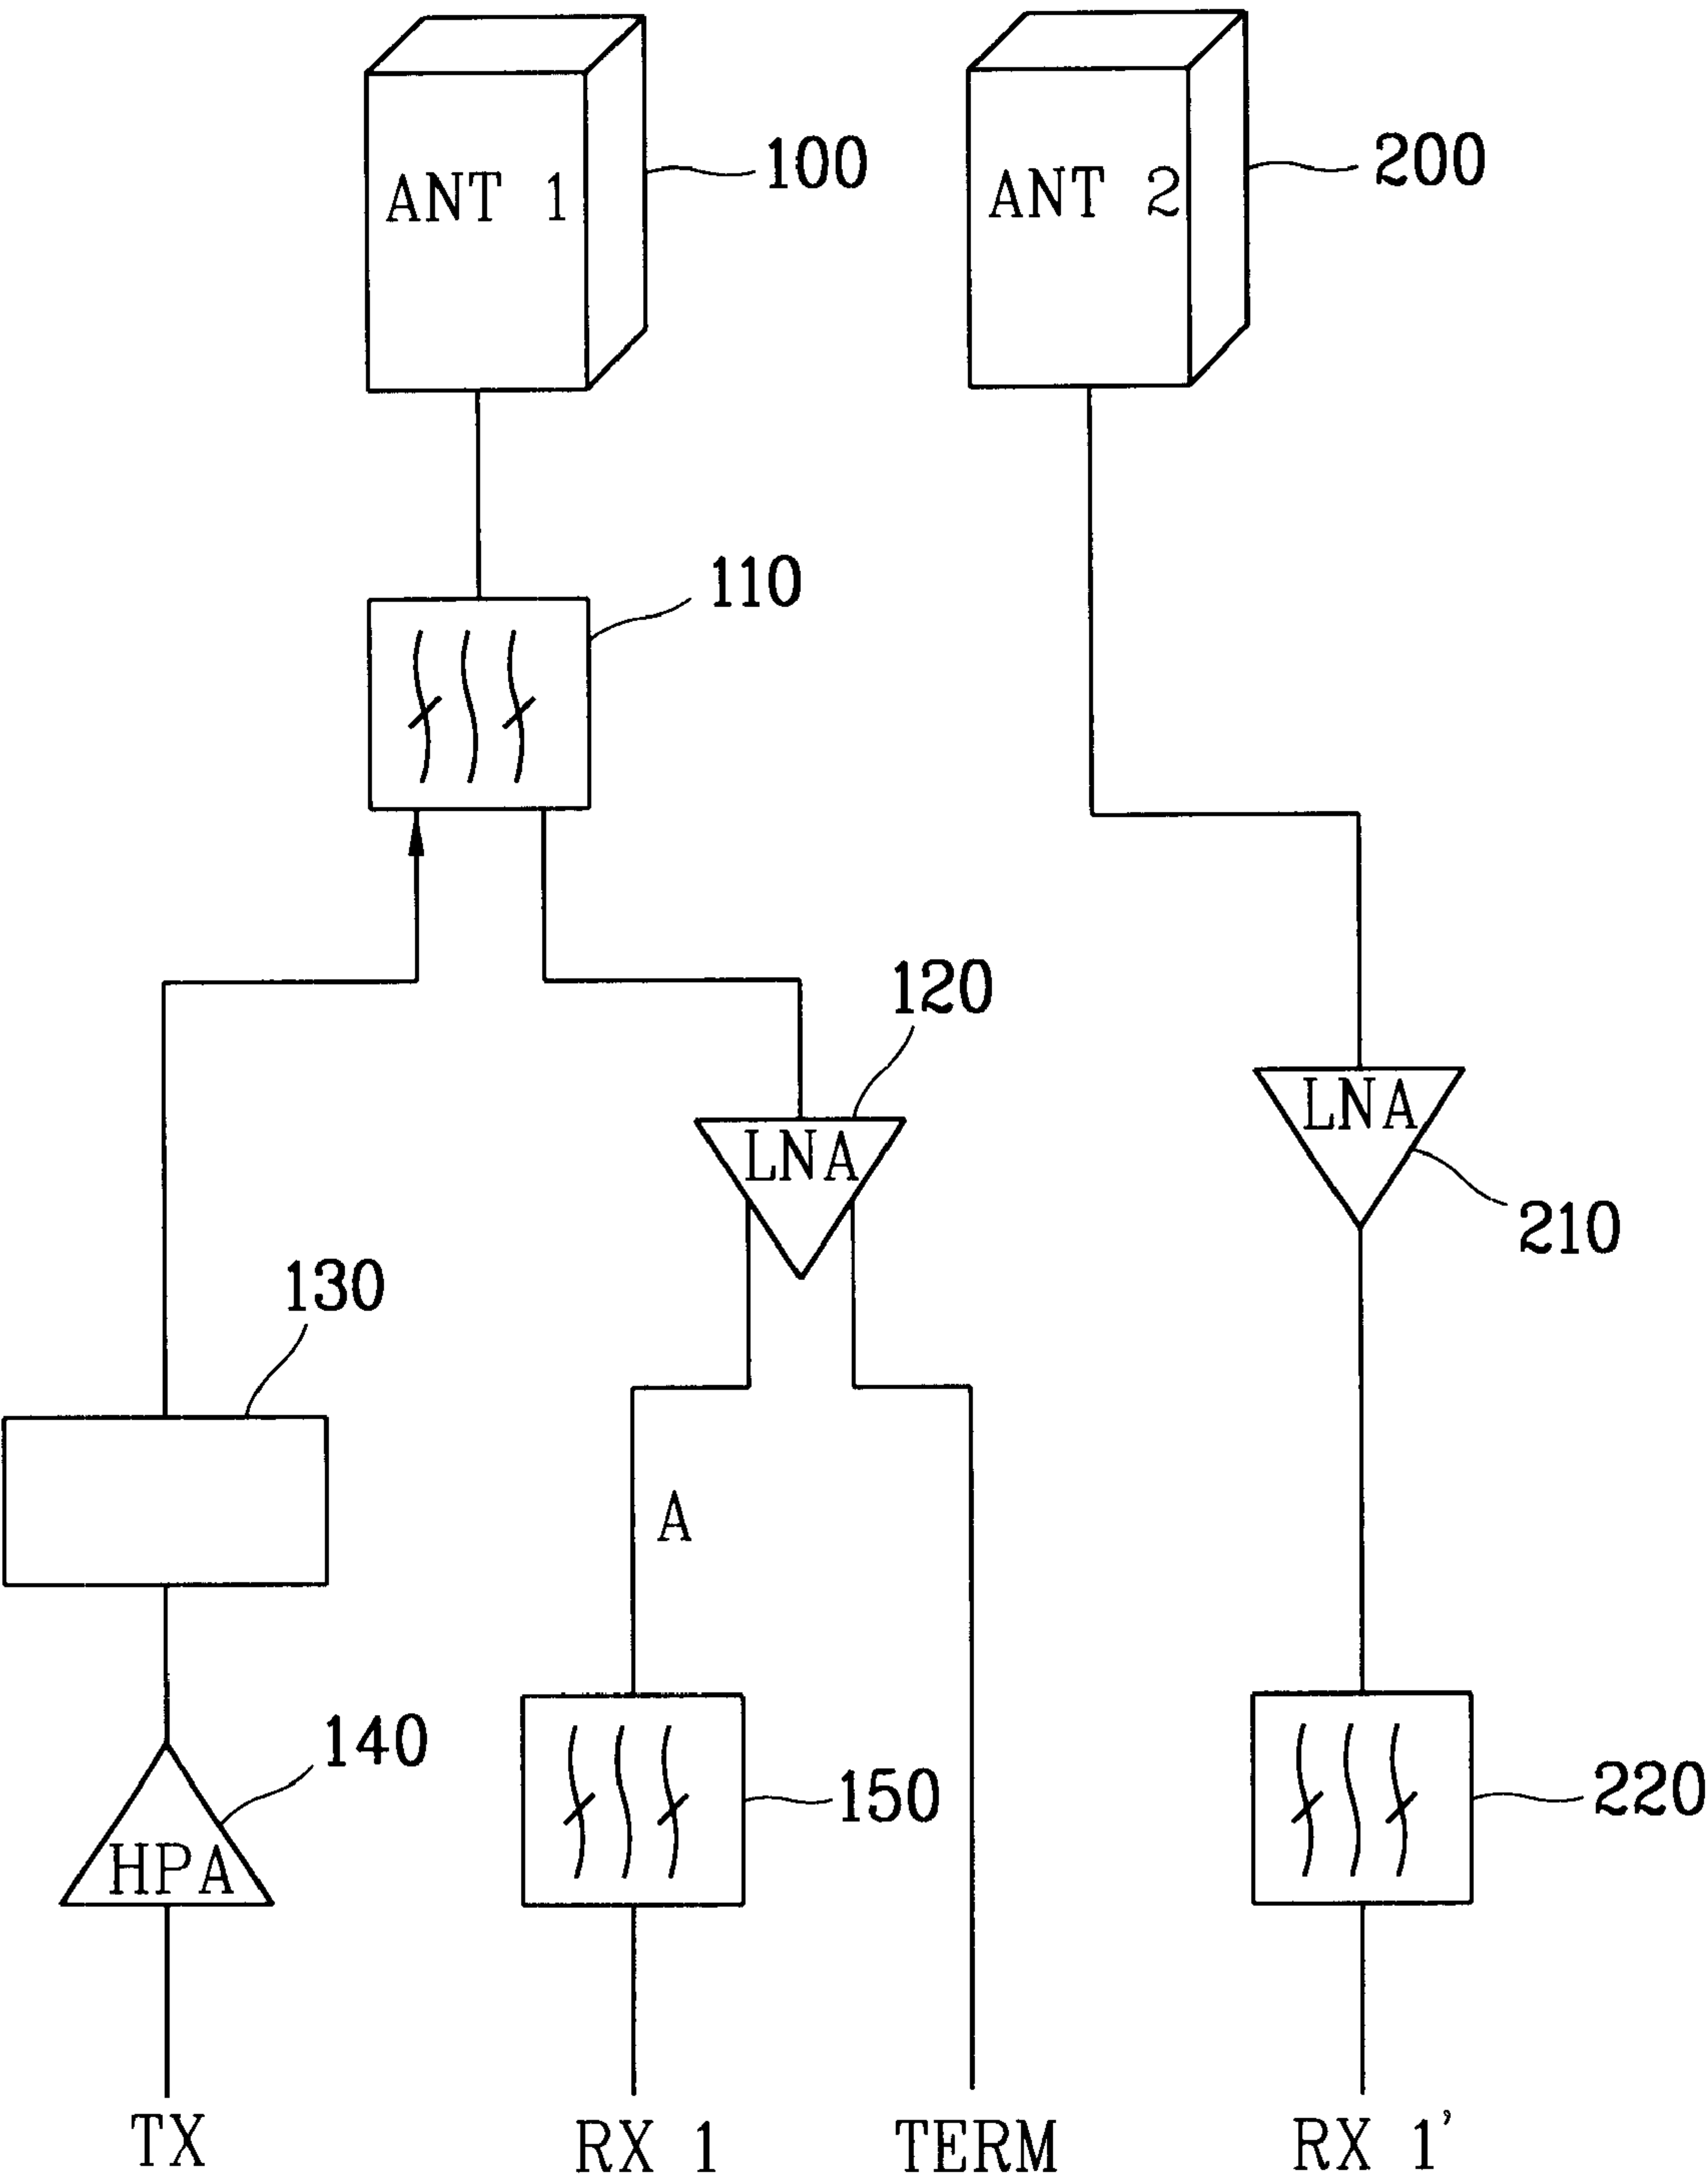 ANT 1
100
ANT 2
200
110
120
LNA
LNA
210
130
A
140
HPA
150
220
TX
RX 1
TERM
RX 1'